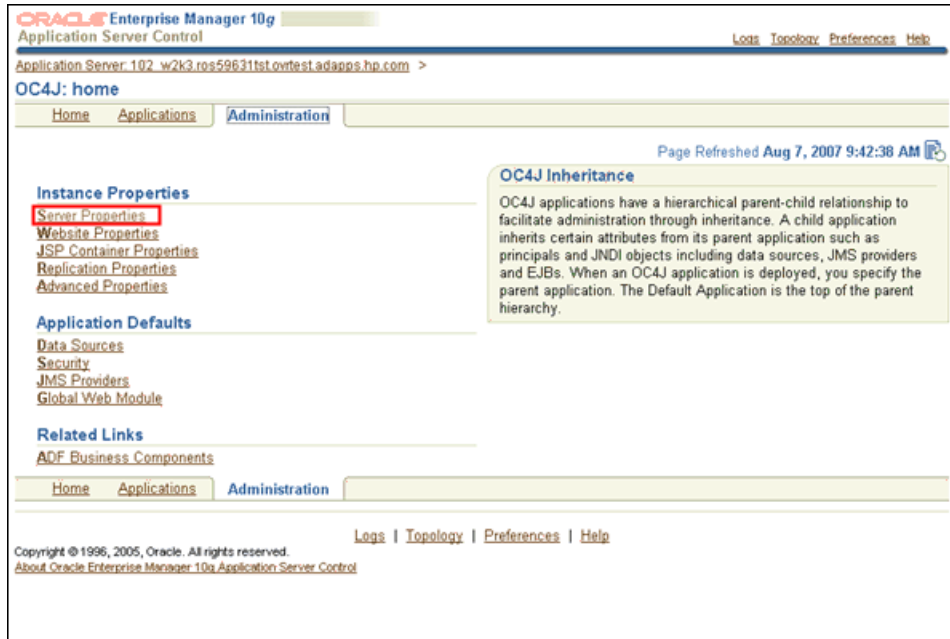 ORACLE Enterprise Manager 10g
Application Server Control
Logs Topology Preferences Help
Application Server: 102_w2k3.ros59631tst.ovrtest.adapps.hp.com >
OC4J: home
Home Applications Administration
Page Refreshed Aug 7, 2007 9:42:38 AM
Instance Properties
Server Properties
Website Properties
JSP Container Properties
Replication Properties
Advanced Properties
Application Defaults
Data Sources
Security
JMS Providers
Global Web Module
Related Links
ADF Business Components
OC4J Inheritance
OC4J applications have a hierarchical parent-child relationship to
facilitate administration through inheritance. A child application
inherits certain attributes from its parent application such as
principals and JNDI objects including data sources, JMS providers
and EJBs. When an OC4J application is deployed, you specify the
parent application. The Default Application is the top of the parent
hierarchy.
Home Applications Administration
Logs | Topology | Preferences | Help
Copyright © 1996, 2005, Oracle. All rights reserved.
About Oracle Enterprise Manager 10g Application Server Control